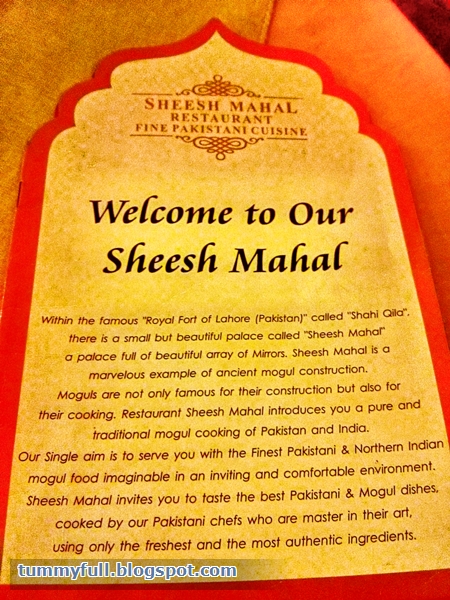 SHEESH MAHAL
RESTAURANT
FINE PAKISTANI CUISINE
Welcome to Our
Sheesh Mahal
Within the famous "Royal Fort of Lahore (Pakistan)" called "Shahi Qila",
there is a small but beautiful palace called "Sheesh Mahal"
a palace full of beautiful array of Mirrors. Sheesh Mahal is a
marvelous example of ancient mogul construction.
Moguls are not only famous for their construction but also for
their cooking. Restaurant Sheesh Mahal introduces you a pure and
traditional mogul cooking of Pakistan and India.
Our Single aim is to serve you with the Finest Pakistani & Northern Indian
mogul food imaginable in an inviting and comfortable environment.
Sheesh Mahal invites you to taste the best Pakistani & Mogul dishes,
cooked by our Pakistani chefs who are master in their art,
using only the freshest and the most authentic ingredients.
tummyfull.blogspot.com